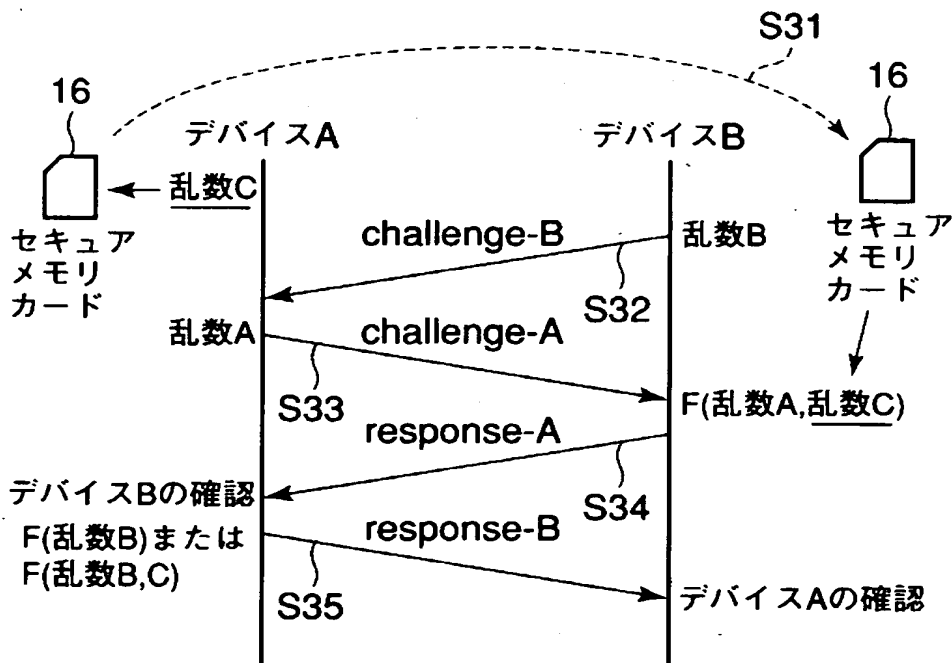 S31
16
16
デバイスA
デバイスB
乱数C
セキュア
メモリ
カード
セキュア
メモリ
カード
challenge-B
乱数B
S32
乱数A
challenge-A
S33
F(乱数A,乱数C)
response-A
デバイスBの確認
S34
F(乱数B)または
F(乱数B,C)
response-B
S35
デバイスAの確認